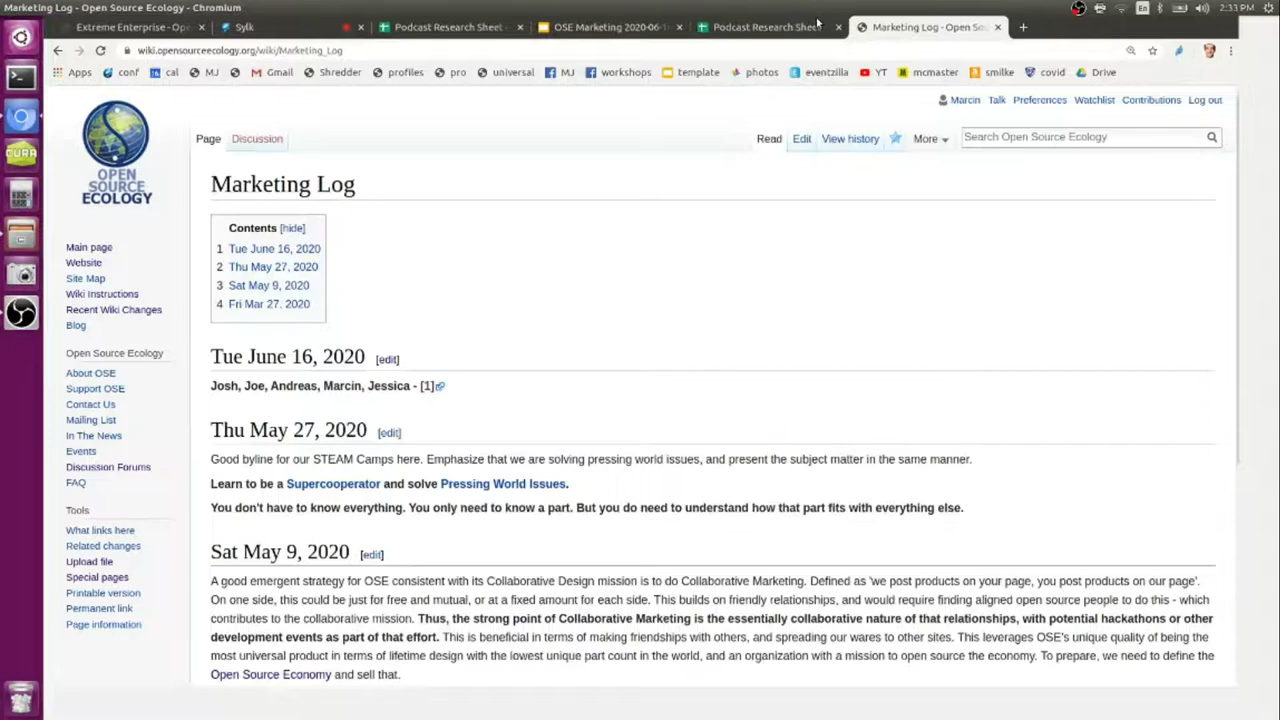 Marketing Log - Open Source Ecology - Chromium
En
2:33 PM
Extreme Enterprise - Ope
Sylk
Podcast Research Sheet -
OSE Marketing 2020-06-1
Podcast Research Sheet
Marketing Log - Open So
wiki.opensourceecology.org/wiki/Marketing_Log
Apps
conf
cal
MJ
Gmail
Shredder
profiles
pro
universal
MJ
workshops
template
photos
eventzilla
YT
mcmaster
smilke
covid
Drive
Marcin
Talk
Preferences
Watchlist
Contributions
Log out
OPEN
SOURCE
ECOLOGY
Page
Discussion
Read
Edit
View history
More
Search Open Source Ecology
Main page
Website
Site Map
Wiki Instructions
Recent Wiki Changes
Blog
Open Source Ecology
About OSE
Support OSE
Contact Us
Mailing List
In The News
Events
Discussion Forums
FAQ
Tools
What links here
Related changes
Upload file
Special pages
Printable version
Permanent link
Page information
Marketing Log
Contents [hide]
1 Tue June 16, 2020
2 Thu May 27, 2020
3 Sat May 9, 2020
4 Fri Mar 27, 2020
Tue June 16, 2020 [edit]
Josh, Joe, Andreas, Marcin, Jessica - [1]
Thu May 27, 2020 [edit]
Good byline for our STEAM Camps here. Emphasize that we are solving pressing world issues, and present the subject matter in the same manner.
Learn to be a Supercooperator and solve Pressing World Issues.
You don't have to know everything. You only need to know a part. But you do need to understand how that part fits with everything else.
Sat May 9, 2020 [edit]
A good emergent strategy for OSE consistent with its Collaborative Design mission is to do Collaborative Marketing. Defined as 'we post products on your page, you post products on our page'.
On one side, this could be just for free and mutual, or at a fixed amount for each side. This builds on friendly relationships, and would require finding aligned open source people to do this - which
contributes to the collaborative mission. Thus, the strong point of Collaborative Marketing is the essentially collaborative nature of that relationships, with potential hackathons or other
development events as part of that effort. This is beneficial in terms of making friendships with others, and spreading our wares to other sites. This leverages OSE's unique quality of being the
most universal product in terms of lifetime design with the lowest unique part count in the world, and an organization with a mission to open source the economy. To prepare, we need to define the
Open Source Economy and sell that.